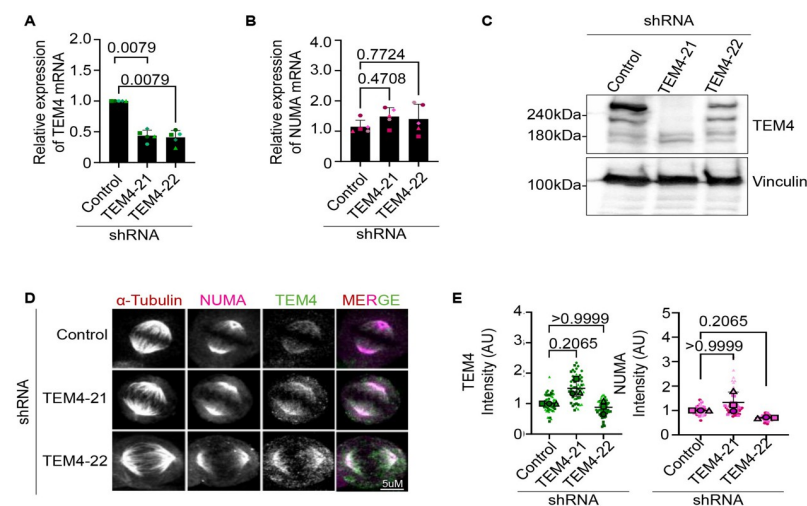 A
Relative expression
of TEM4 mRNA
2.0
1.5
1.0
0.5
0
0.0079
0.0079
Control
TEM4-21
TEM4-22
shRNA
B
Relative expression
of NUMA mRNA
4.0
3.0
2.0
1.0
0
0.7724
0.4708
Control
TEM4-21
TEM4-22
shRNA
C
shRNA
Control
TEM4-21
TEM4-22
240kDa
180kDa
TEM4
100kDa
Vinculin
D
α-Tubulin NUMA TEM4 MERGE
shRNA
Control
TEM4-21
TEM4-22
5uM
E
TEM4
Intensity (AU)
4
3
2
1
0
>0.9999
0.2065
Control
TEM4-21
TEM4-22
shRNA
NUMA
Intensity (AU)
5
4
3
2
1
0
0.2065
>0.9999
Control
TEM4-21
TEM4-22
shRNA